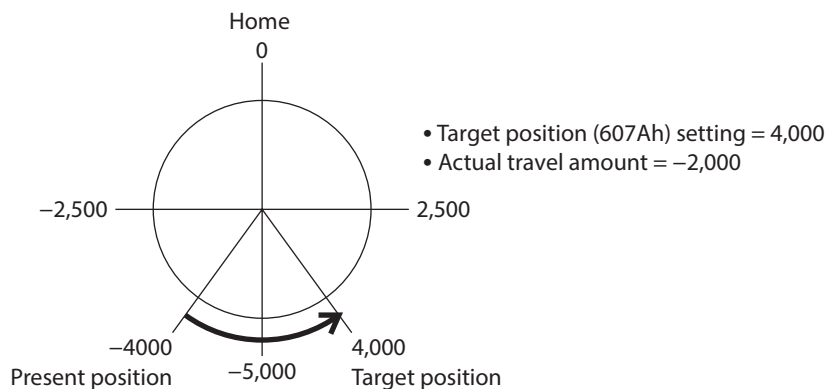 Home
0
• Target position (607Ah) setting = 4,000
• Actual travel amount = −2,000
−2,500
2,500
−4000
4,000
Present position
−5,000
Target position